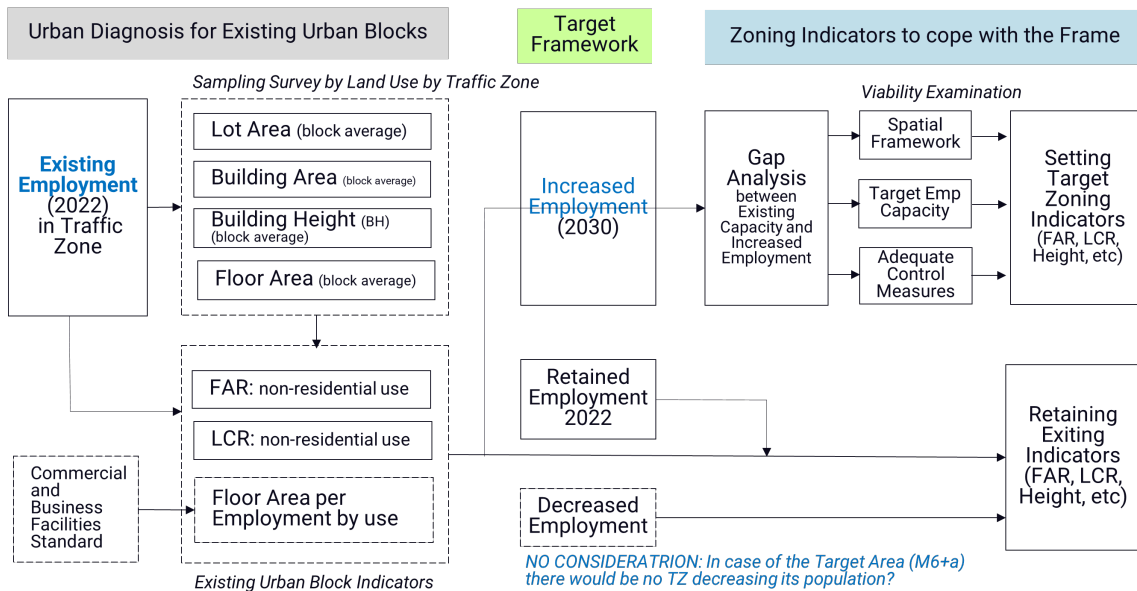 Urban Diagnosis for Existing Urban Blocks
Target
Framework
Zoning Indicators to cope with the Frame
Sampling Survey by Land Use by Traffic Zone
Existing
Employment
(2022)
in Traffic
Zone
Lot Area (block average)
Building Area (block average)
Building Height (BH)
(block average)
Floor Area (block average)
FAR: non-residential use
LCR: non-residential use
Floor Area per
Employment by use
Existing Urban Block Indicators
Commercial
and
Business
Facilities
Standard
Increased
Employment
(2030)
Retained
Employment
2022
Decreased
Employment
NO CONSIDERATRION: In case of the Target Area (M6+a)
there would be no TZ decreasing its population?
Gap
Analysis
between
Existing
Capacity and
Increased
Employment
Viability Examination
Spatial
Framework
Target Emp
Capacity
Adequate
Control
Measures
Setting
Target
Zoning
Indicators
(FAR, LCR,
Height, etc)
Retaining
Exiting
Indicators
(FAR, LCR,
Height, etc)